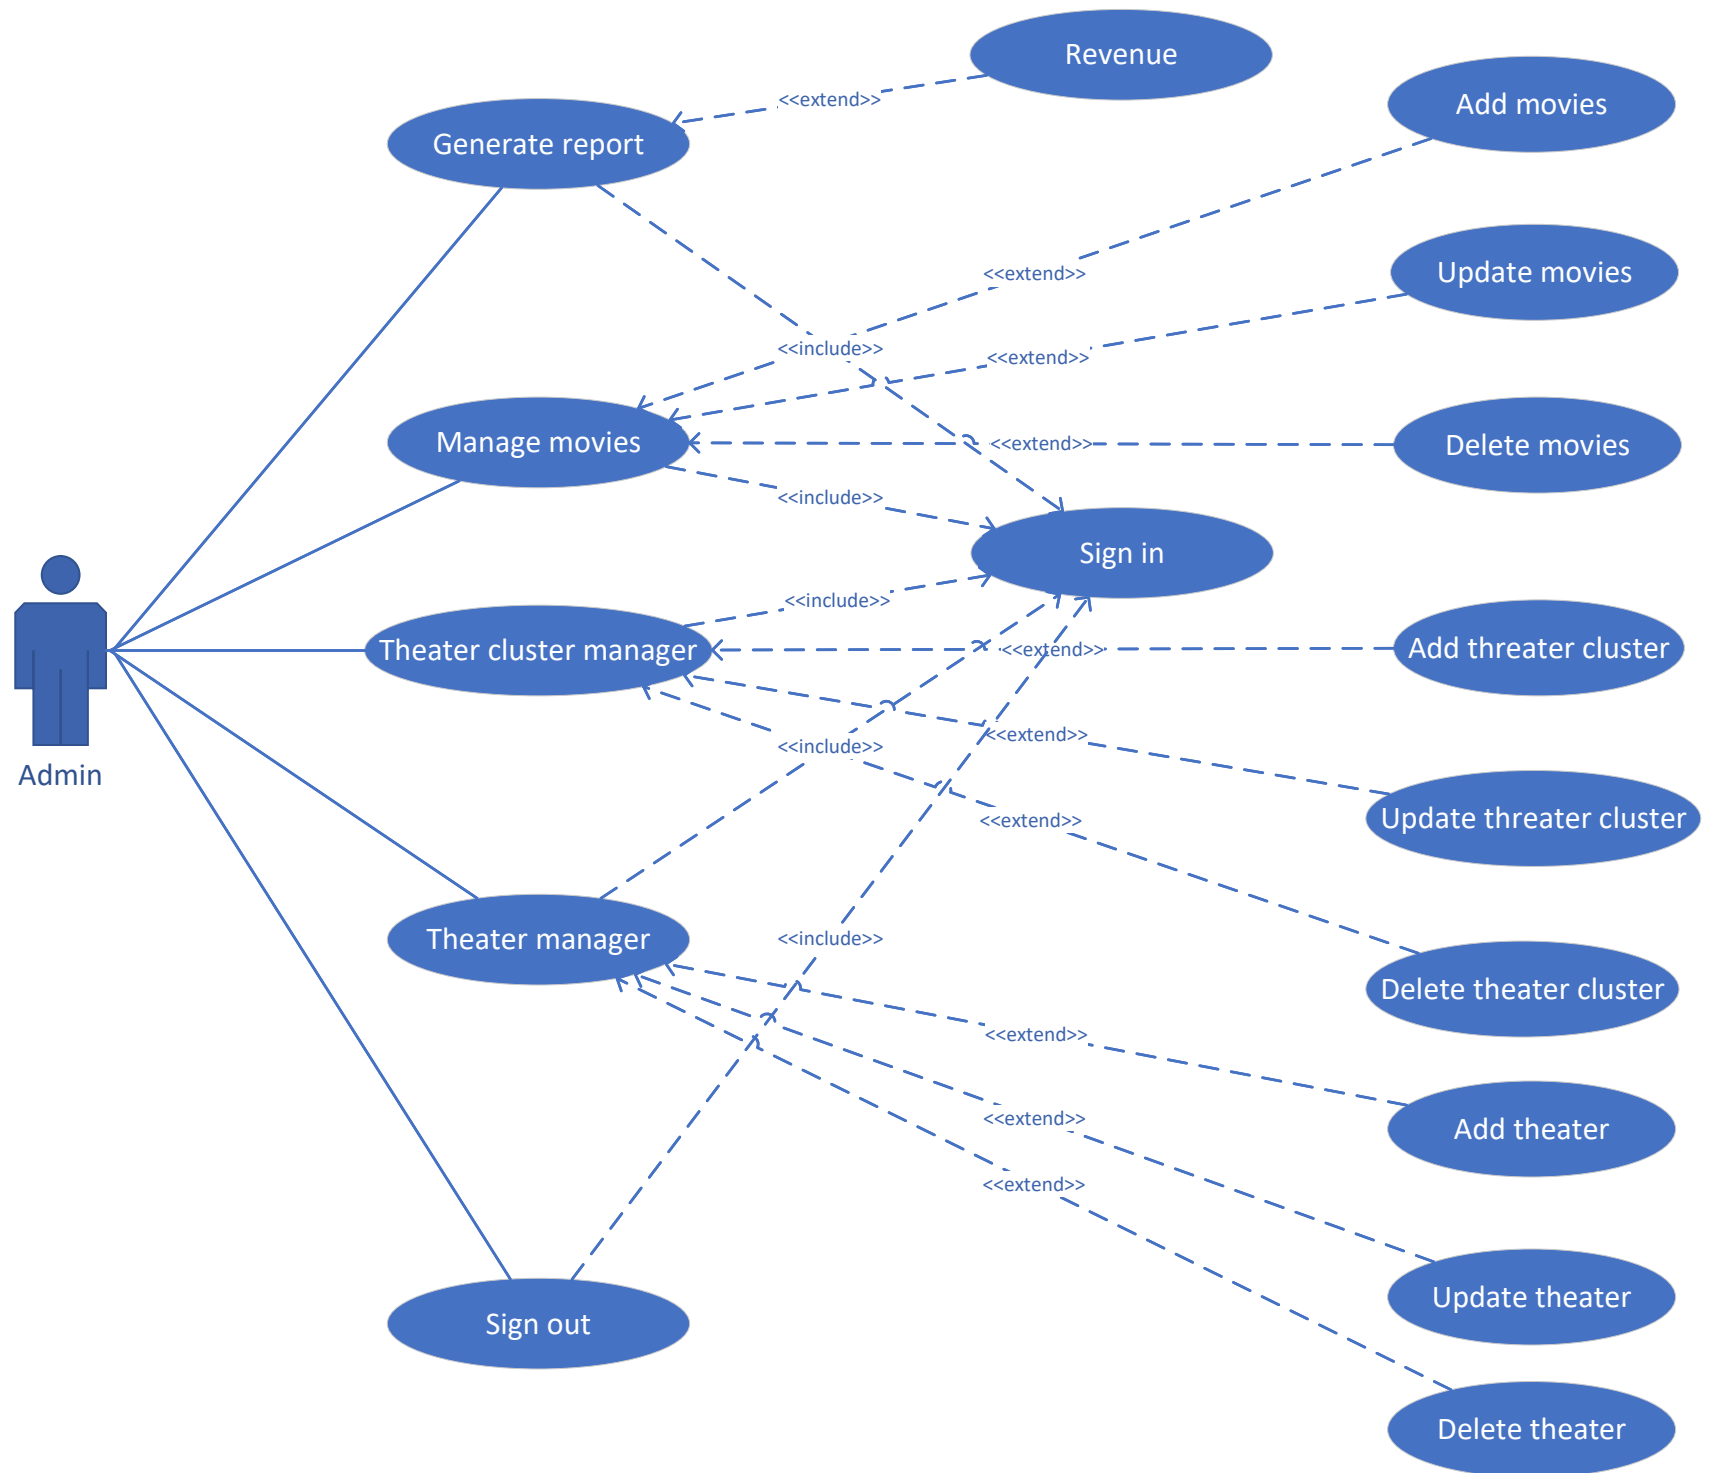 Revenue
<<extend>>
Add movies
Generate report
Update movies
<<extend>>
<<include>>
<<extend>>
Manage movies
<<extend>>
Delete movies
<<include>>
Sign in
<<include>>
Theater cluster manager
<<extend>>
Add threater cluster
<<extend>>
<<include>>
Admin
<<extend>>
Update threater cluster
Theater manager
<<include>>
Delete theater cluster
<<extend>>
<<extend>>
Add theater
<<extend>>
Update theater
Sign out
Delete theater